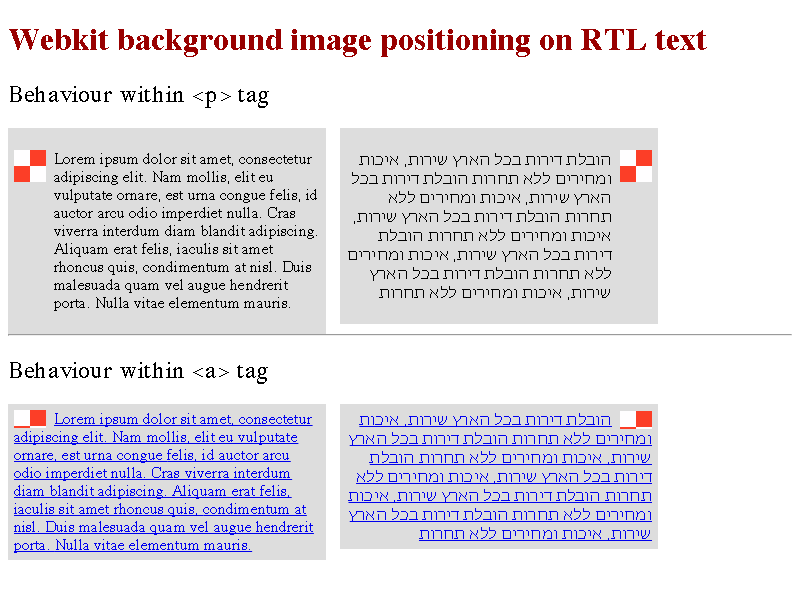 Webkit background image positioning on RTL text
Behaviour within <p> tag
Lorem ipsum dolor sit amet, consectetur
adipiscing elit. Nam mollis, elit eu
vulputate ornare, est urna congue felis, id
auctor arcu odio imperdiet nulla. Cras
viverra interdum diam blandit adipiscing.
Aliquam erat felis, iaculis sit amet
rhoncus quis, condimentum at nisl. Duis
malesuada quam vel augue hendrerit
porta. Nulla vitae elementum mauris.
הובלת דירות בכל הארץ שירות, איכות
ומחירים ללא תחרות הובלת דירות בכל
הארץ שירות, איכות ומחירים ללא
תחרות הובלת דירות בכל הארץ שירות,
איכות ומחירים ללא תחרות הובלת
דירות בכל הארץ שירות, איכות ומחירים
ללא תחרות הובלת דירות בכל הארץ
שירות, איכות ומחירים ללא תחרות
Behaviour within <a> tag
Lorem ipsum dolor sit amet, consectetur
adipiscing elit. Nam mollis, elit eu vulputate
ornare, est urna congue felis, id auctor arcu
odio imperdiet nulla. Cras viverra interdum
diam blandit adipiscing. Aliquam erat felis,
iaculis sit amet rhoncus quis, condimentum at
nisl. Duis malesuada quam vel augue hendrerit
porta. Nulla vitae elementum mauris.
הובלת דירות בכל הארץ שירות, איכות
ומחירים ללא תחרות הובלת דירות בכל הארץ
שירות, איכות ומחירים ללא תחרות הובלת
דירות בכל הארץ שירות, איכות ומחירים ללא
תחרות הובלת דירות בכל הארץ שירות, איכות
ומחירים ללא תחרות הובלת דירות בכל הארץ
שירות, איכות ומחירים ללא תחרות